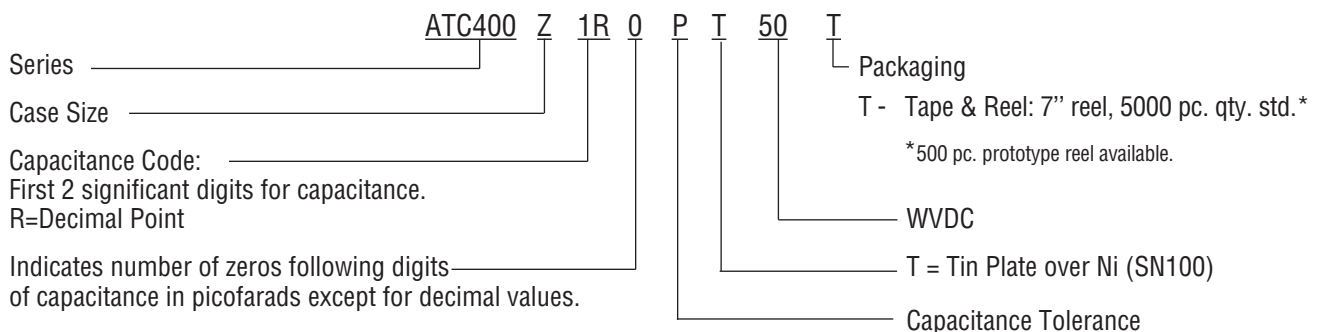 ATC400 Z 1R 0 P T 50 T
Series
Case Size
Capacitance Code:
First 2 significant digits for capacitance.
R=Decimal Point
Indicates number of zeros following digits
of capacitance in picofarads except for decimal values.
Packaging
T - Tape & Reel: 7’’ reel, 5000 pc. qty. std.*
*500 pc. prototype reel available.
WVDC
T = Tin Plate over Ni (SN100)
Capacitance Tolerance